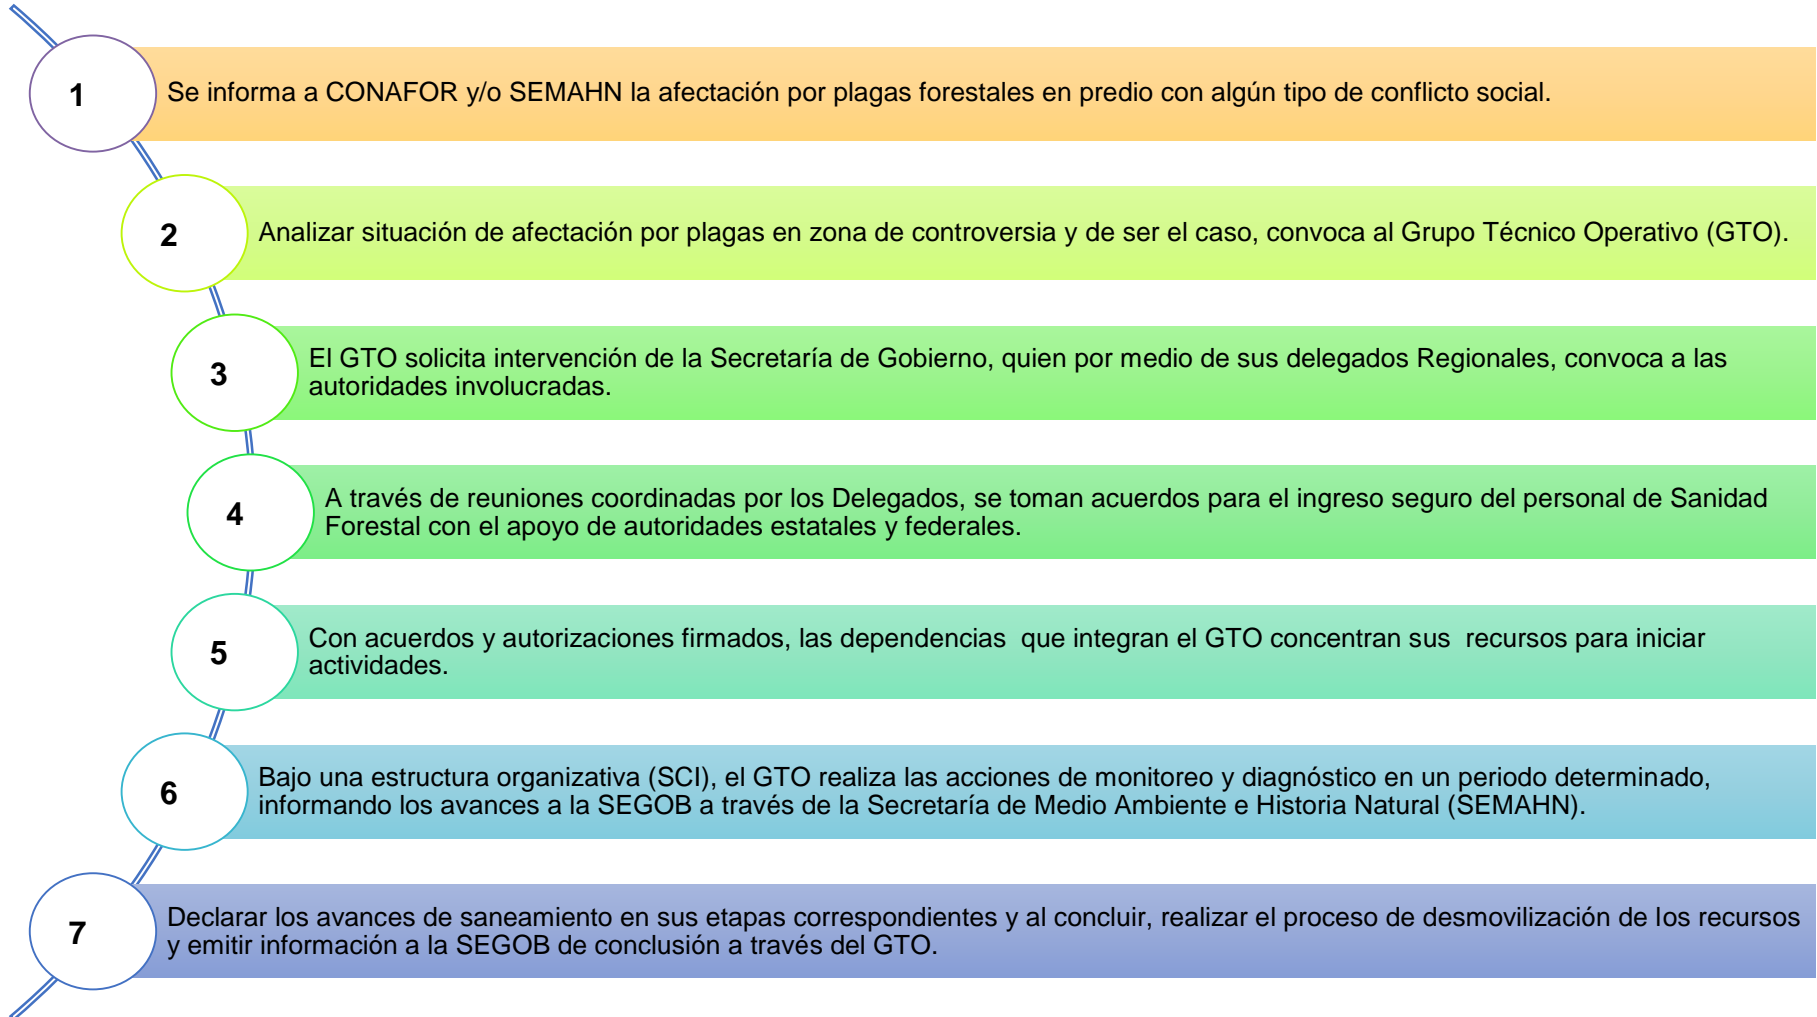 1
Se informa a CONAFOR y/o SEMAHN la afectación por plagas forestales en predio con algún tipo de conflicto social.
2
Analizar situación de afectación por plagas en zona de controversia y de ser el caso, convoca al Grupo Técnico Operativo (GTO).
3
El GTO solicita intervención de la Secretaría de Gobierno, quien por medio de sus delegados Regionales, convoca a las
autoridades involucradas.
4
A través de reuniones coordinadas por los Delegados, se toman acuerdos para el ingreso seguro del personal de Sanidad
Forestal con el apoyo de autoridades estatales y federales.
5
Con acuerdos y autorizaciones firmados, las dependencias  que integran el GTO concentran sus  recursos para iniciar
actividades.
6
Bajo una estructura organizativa (SCI), el GTO realiza las acciones de monitoreo y diagnóstico en un periodo determinado,
informando los avances a la SEGOB a través de la Secretaría de Medio Ambiente e Historia Natural (SEMAHN).
7
Declarar los avances de saneamiento en sus etapas correspondientes y al concluir, realizar el proceso de desmovilización de los recursos
y emitir información a la SEGOB de conclusión a través del GTO.